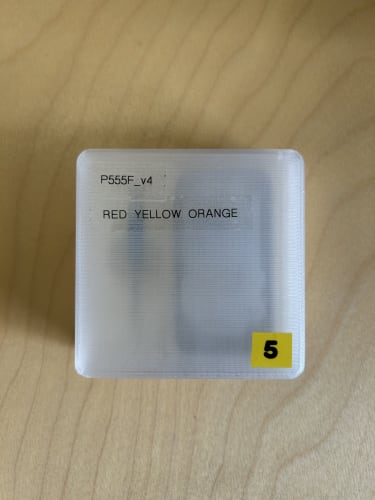 P555F_v4
RED YELLOW ORANGE
5